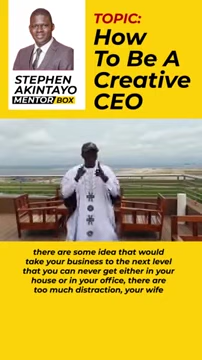 TOPIC:
How
To Be A
Creative
CEO
STEPHEN
AKINTAYO
MENTOR BOX
there are some idea that would
take your business to the next level
that you can never get either in your
house or in your office, there are
too much distraction, your wife